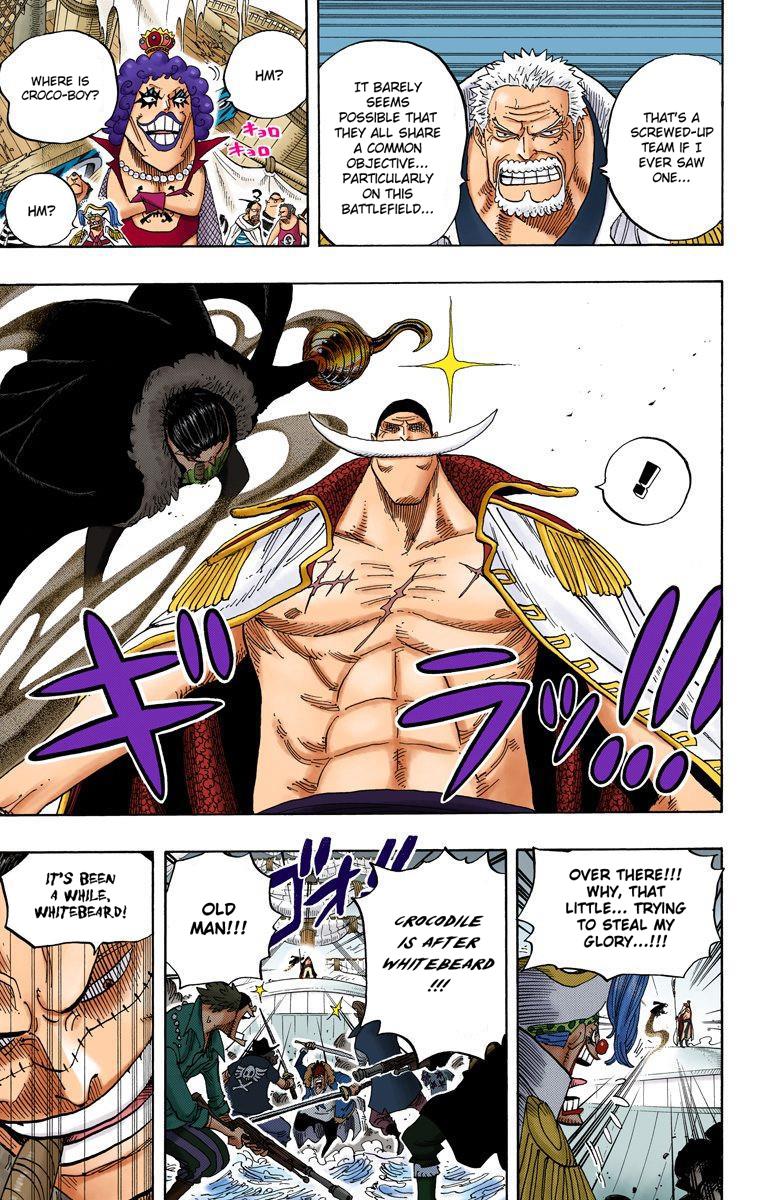 THAT'S A
SCREWED-UP
TEAM IF I
EVER SAW
ONE...
IT BARELY
SEEMS
POSSIBLE THAT
THEY ALL SHARE
A COMMON
OBJECTIVE...
PARTICULARLY
ON THIS
BATTLEFIELD...
HM?
WHERE IS
CROCO-BOY?
キョロ
キョロ
HM?
?
!
ギラッ!!!
OVER THERE!!!
WHY, THAT
LITTLE... TRYING
TO STEAL MY
GLORY...!!!
CROCODILE
IS AFTER
WHITEBEARD
!!!
ゴオッ
OLD
MAN!!!
IT'S BEEN
A WHILE,
WHITEBEARD!